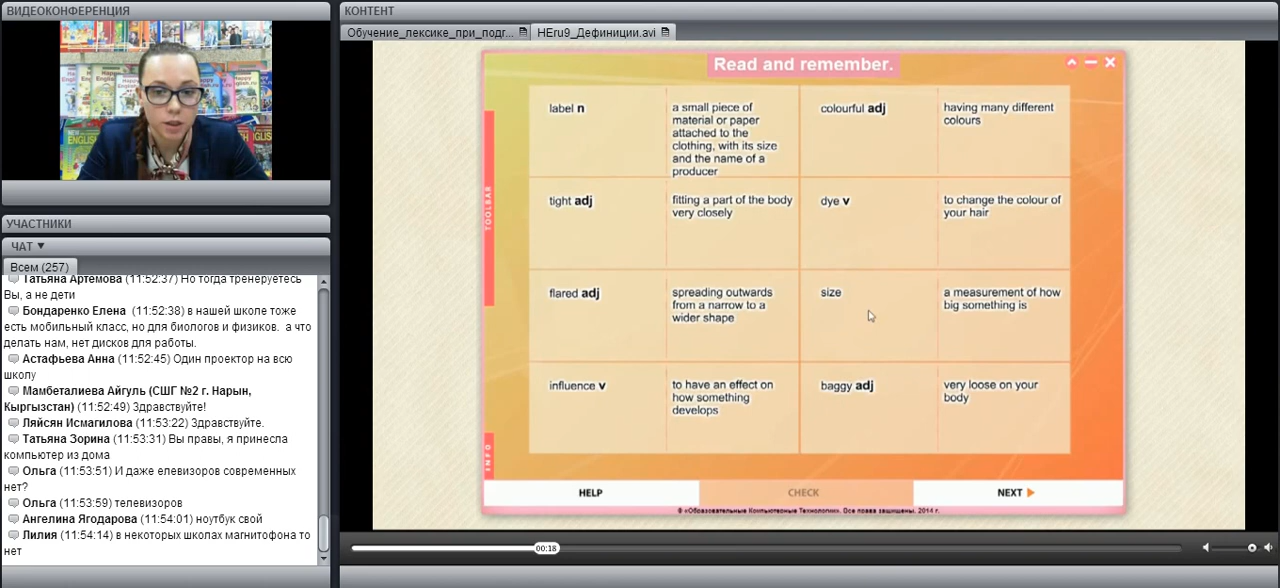 ВИДЕОКОНФЕРЕНЦИЯ
УЧАСТНИКИ
ЧАТ ▼
Всем (257)
Татьяна Артемова (11:52:37) Но тогда тренеруетесь
Вы, а не дети
Бондаренко Елена (11:52:38) в нашей школе тоже
есть мобильный класс, но для биологов и физиков. а что
делать нам, нет дисков для работы.
Астафьева Анна (11:52:45) Один проектор на всю
школу
Мамбеталиева Айгуль (СШГ №2 г. Нарын,
Кыргызстан) (11:52:49) Здравствуйте!
Ляйсян Исмагилова (11:53:22) Здравствуйте.
Татьяна Зорина (11:53:31) Вы правы, я принесла
компьютер из дома
Ольга (11:53:51) И даже елевизоров современных
нет?
Ольга (11:53:59) телевизоров
Ангелина Ягодарова (11:54:01) ноутбук свой
Лилия (11:54:14) в некоторых школах магнитофона то
нет
КОНТЕНТ
Обучение_лексике_при_подг...
HEru9_Дефиниции.avi
Read and remember.
TOOLBAR
INFO
label n
a small piece of
material or paper
attached to the
clothing, with its size
and the name of a
producer
colourful adj
having many different
colours
tight adj
fitting a part of the body
very closely
dye v
to change the colour of
your hair
flared adj
spreading outwards
from a narrow to a
wider shape
size
a measurement of how
big something is
influence v
to have an effect on
how something
develops
baggy adj
very loose on your
body
HELP
CHECK
NEXT
© «Образовательные Компьютерные Технологии». Все права защищены. 2014 г.
00:18